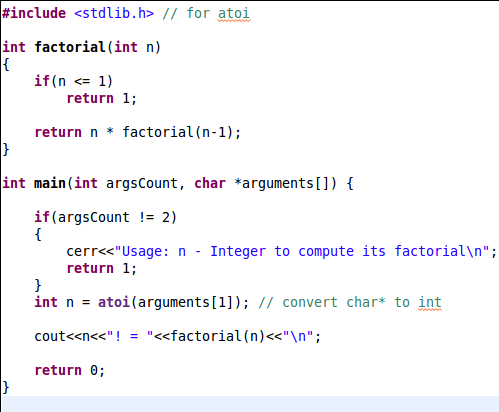 #include <stdlib.h> // for atoi
int factorial(int n)
{
if(n <= 1)
return 1;
return n * factorial(n-1);
}
int main(int argsCount, char *arguments[]) {
if(argsCount != 2)
{
cerr<<"Usage: n - Integer to compute its factorial\n";
return 1;
}
int n = atoi(arguments[1]); // convert char* to int
cout<<n<<"! = "<<factorial(n)<<"\n";
return 0;
}